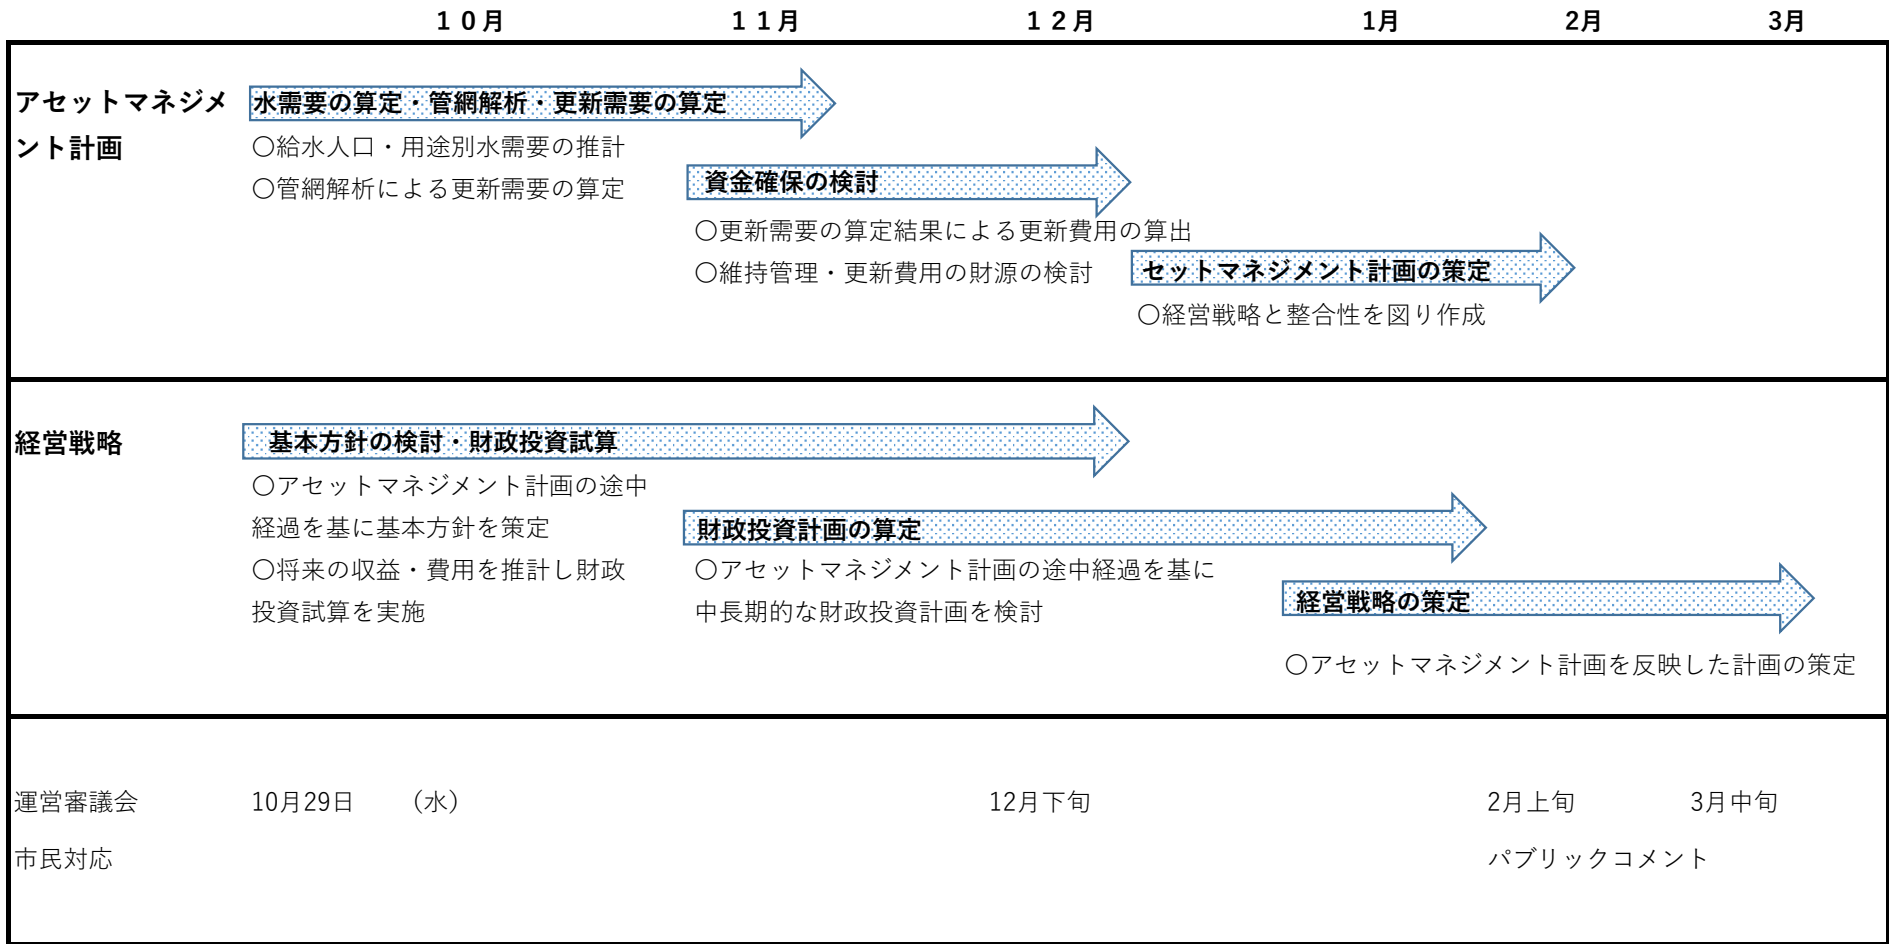 １０月 １１月 １２月 1月 2月 3月
アセットマネジメ
ント計画
水需要の算定・管網解析・更新需要の算定
〇給水人口・用途別水需要の推計
〇管網解析による更新需要の算定
資金確保の検討
〇更新需要の算定結果による更新費用の算出
〇維持管理・更新費用の財源の検討
セットマネジメント計画の策定
〇経営戦略と整合性を図り作成
経営戦略
基本方針の検討・財政投資試算
〇アセットマネジメント計画の途中
経過を基に基本方針を策定
〇将来の収益・費用を推計し財政
投資試算を実施
財政投資計画の算定
〇アセットマネジメント計画の途中経過を基に
中長期的な財政投資計画を検討
経営戦略の策定
〇アセットマネジメント計画を反映した計画の策定
運営審議会 10月29日 （水） 12月下旬 2月上旬 3月中旬
市民対応 パブリックコメント